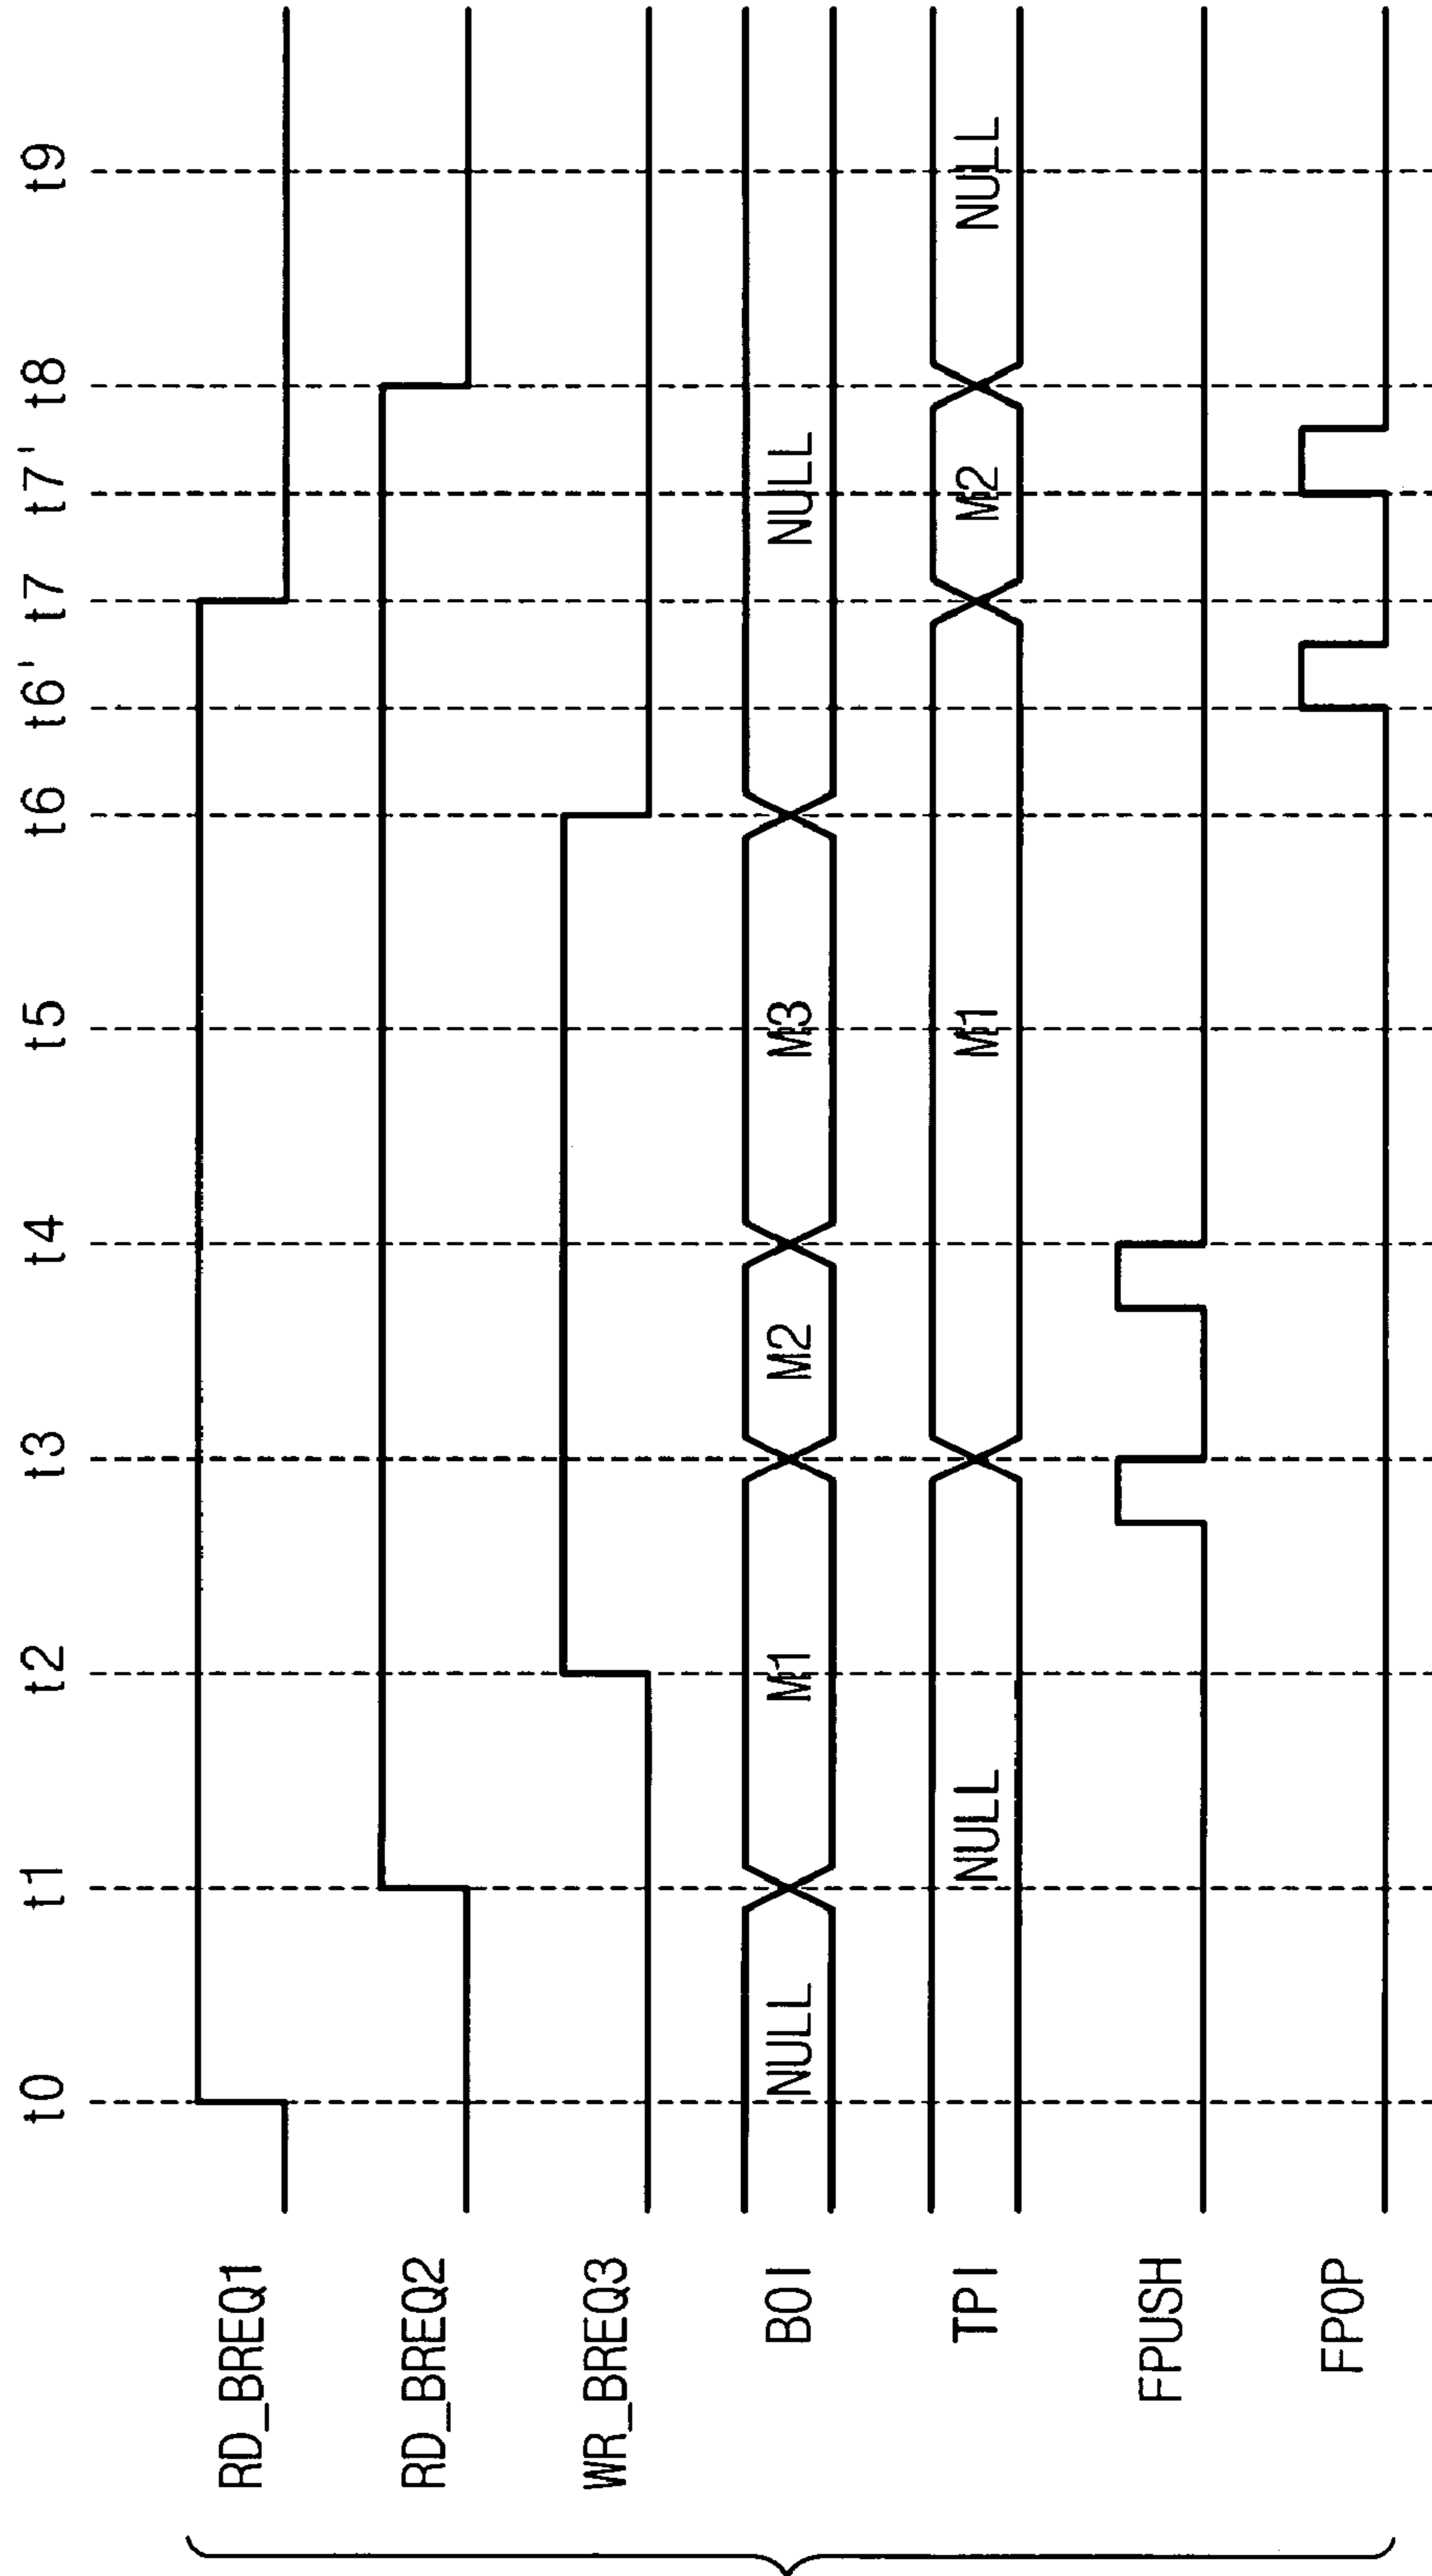 t0 t1 t2 t3 t4 t5 t6 t6' t7 t7' t8 t9
RD_BREQ1
RD_BREQ2
WR_BREQ3
BOI NULL M1 M2 M3 NULL
TPI NULL M1 M2 NULL
FPUSH
FPOP